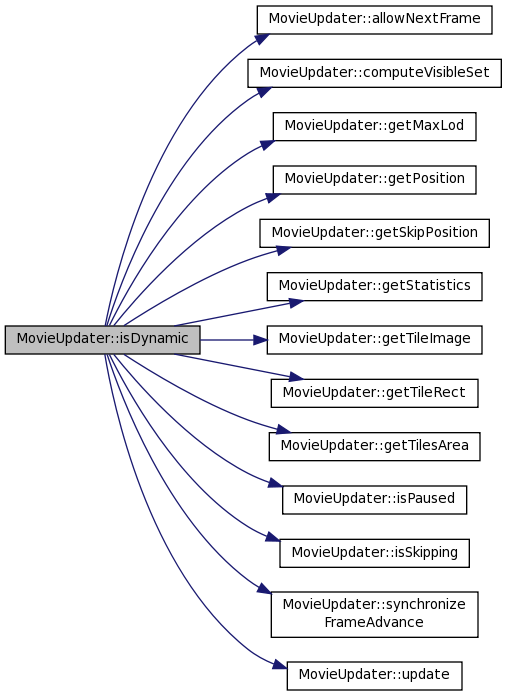 MovieUpdater::allowNextFrame
MovieUpdater::computeVisibleSet
MovieUpdater::getMaxLod
MovieUpdater::getPosition
MovieUpdater::getSkipPosition
MovieUpdater::getStatistics
MovieUpdater::isDynamic
MovieUpdater::getTileImage
MovieUpdater::getTileRect
MovieUpdater::getTilesArea
MovieUpdater::isPaused
MovieUpdater::isSkipping
MovieUpdater::synchronize
FrameAdvance
MovieUpdater::update